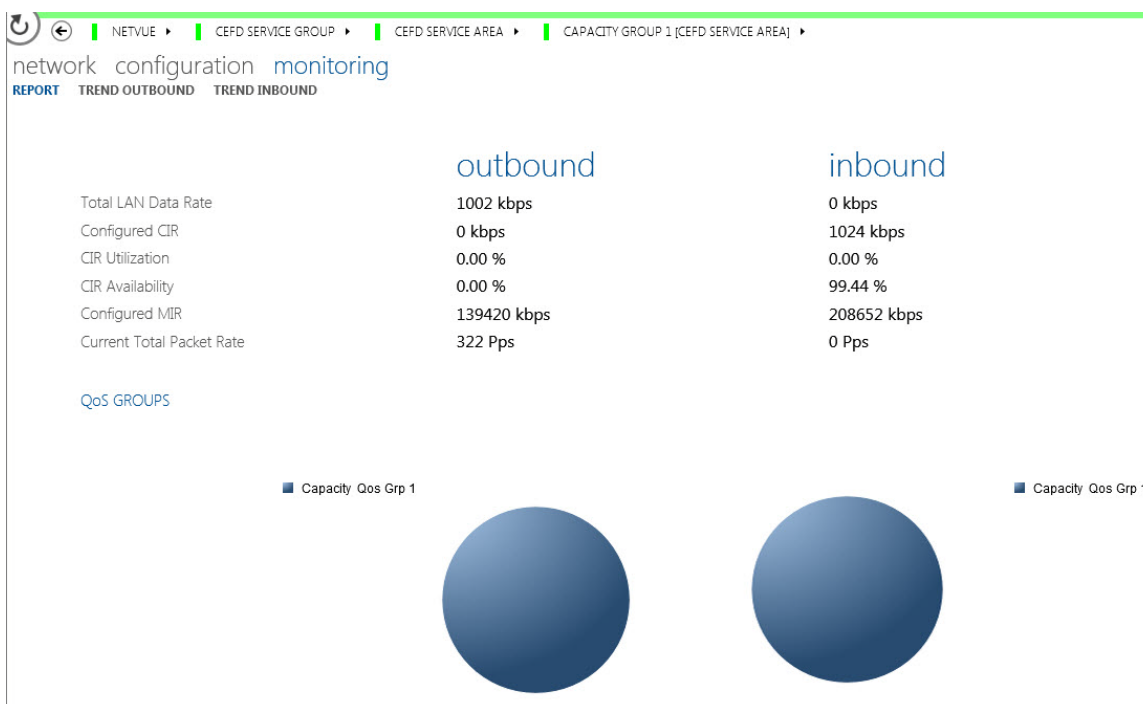 NETVUE CEFD SERVICE GROUP CEFD SERVICE AREA CAPACITY GROUP 1 [CEFD SERVICE AREA]
network configuration monitoring
REPORT TREND OUTBOUND TREND INBOUND
outbound inbound
Total LAN Data Rate 1002 kbps 0 kbps
Configured CIR 0 kbps 1024 kbps
CIR Utilization 0.00 % 0.00 %
CIR Availability 0.00 % 99.44 %
Configured MIR 139420 kbps 208652 kbps
Current Total Packet Rate 322 Pps 0 Pps
QoS GROUPS
Capacity Qos Grp 1 Capacity Qos Grp 1